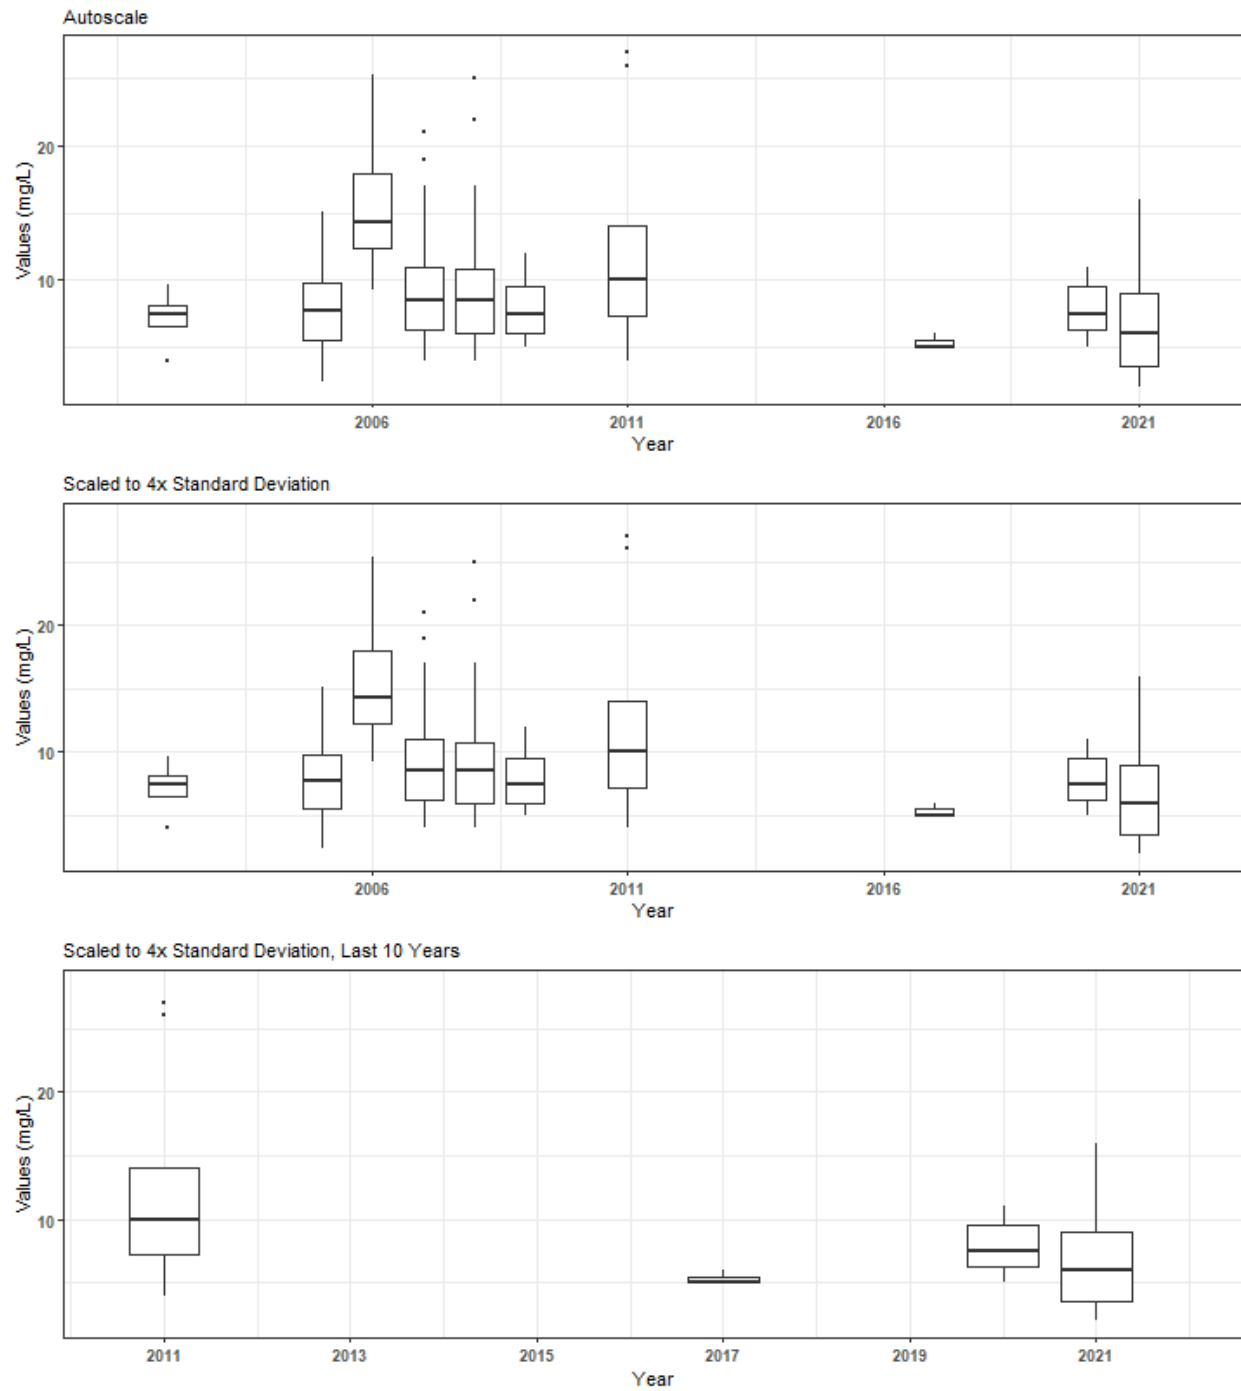 Autoscale
Values (mg/L)
20
10
2006 2011 2016 2021
Year
Scaled to 4x Standard Deviation
Values (mg/L)
20
10
2006 2011 2016 2021
Year
Scaled to 4x Standard Deviation, Last 10 Years
Values (mg/L)
20
10
2011 2013 2015 2017 2019 2021
Year